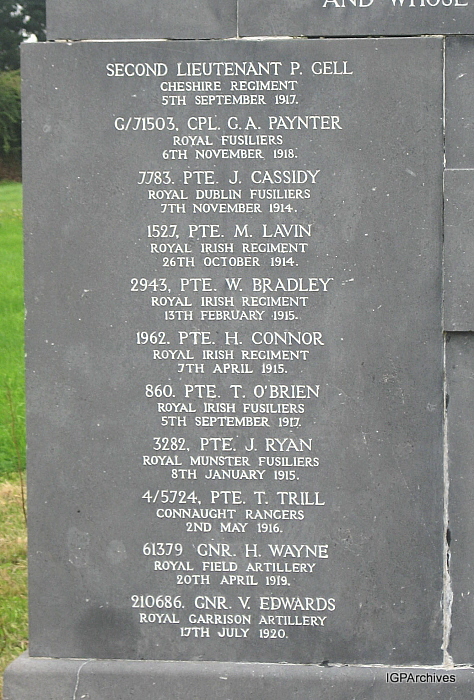 AND WHOSE
SECOND LIEUTENANT P. GELL
CHESHIRE REGIMENT
5TH SEPTEMBER 1917.
G/71503, CPL. G.A. PAYNTER
ROYAL FUSILIERS
6TH NOVEMBER 1918.
7783. PTE. J. CASSIDY
ROYAL DUBLIN FUSILIERS
7TH NOVEMBER 1914.
1527, PTE. M. LAVIN
ROYAL IRISH REGIMENT
26TH OCTOBER 1914.
2943, PTE. W. BRADLEY
ROYAL IRISH REGIMENT
13TH FEBRUARY 1915.
1962. PTE. H. CONNOR
ROYAL IRISH REGIMENT
7TH APRIL 1915.
860. PTE. T. O'BRIEN
ROYAL IRISH FUSILIERS
5TH SEPTEMBER 1917.
3282, PTE. J. RYAN
ROYAL MUNSTER FUSILIERS
8TH JANUARY 1915.
4/5724, PTE. T. TRILL
CONNAUGHT RANGERS
2ND MAY 1916.
61379 GNR. H. WAYNE
ROYAL FIELD ARTILLERY
20TH APRIL 1919.
210686. GNR. V. EDWARDS
ROYAL GARRISON ARTILLERY
17TH JULY 1920.
IGPArchives